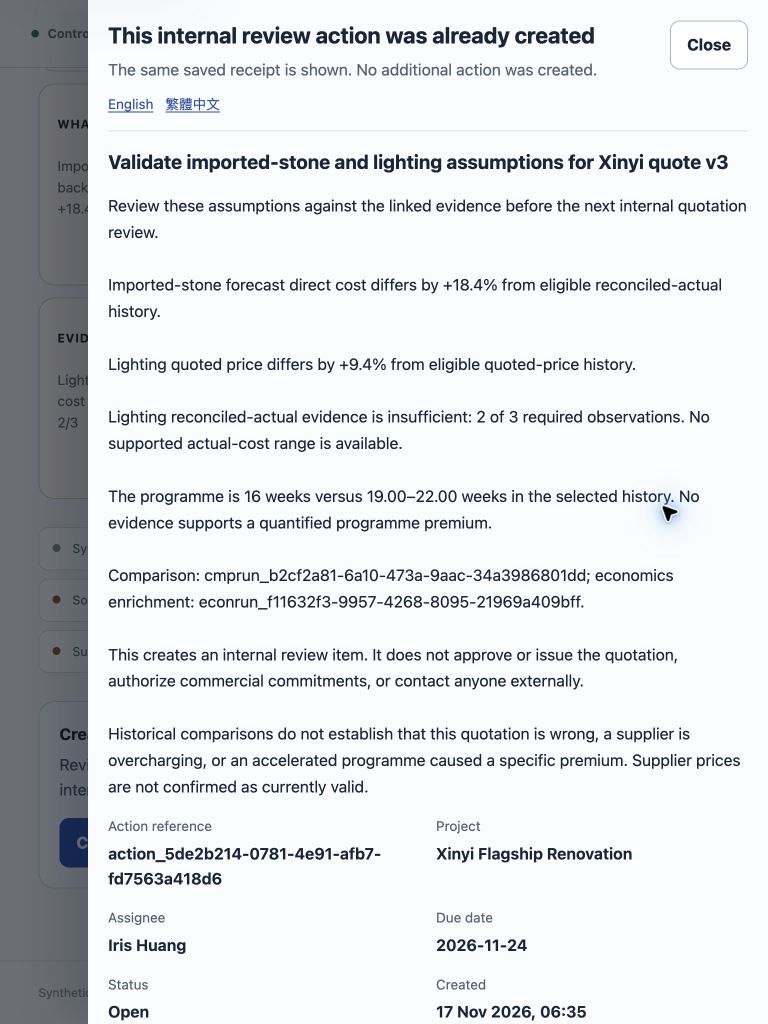 This internal review action was already created
Close
The same saved receipt is shown. No additional action was created.
English 繁體中文
Validate imported-stone and lighting assumptions for Xinyi quote v3
Review these assumptions against the linked evidence before the next internal quotation
review.
Imported-stone forecast direct cost differs by +18.4% from eligible reconciled-actual
history.
Lighting quoted price differs by +9.4% from eligible quoted-price history.
Lighting reconciled-actual evidence is insufficient: 2 of 3 required observations. No
supported actual-cost range is available.
The programme is 16 weeks versus 19.00–22.00 weeks in the selected history. No
evidence supports a quantified programme premium.
Comparison: cmprun_b2cf2a81-6a10-473a-9aac-34a3986801dd; economics
enrichment: econrun_f11632f3-9957-4268-8095-21969a409bff.
This creates an internal review item. It does not approve or issue the quotation,
authorize commercial commitments, or contact anyone externally.
Historical comparisons do not establish that this quotation is wrong, a supplier is
overcharging, or an accelerated programme caused a specific premium. Supplier prices
are not confirmed as currently valid.
Action reference
action_5de2b214-0781-4e91-afb7-
fd7563a418d6
Project
Xinyi Flagship Renovation
Assignee
Iris Huang
Due date
2026-11-24
Status
Open
Created
17 Nov 2026, 06:35